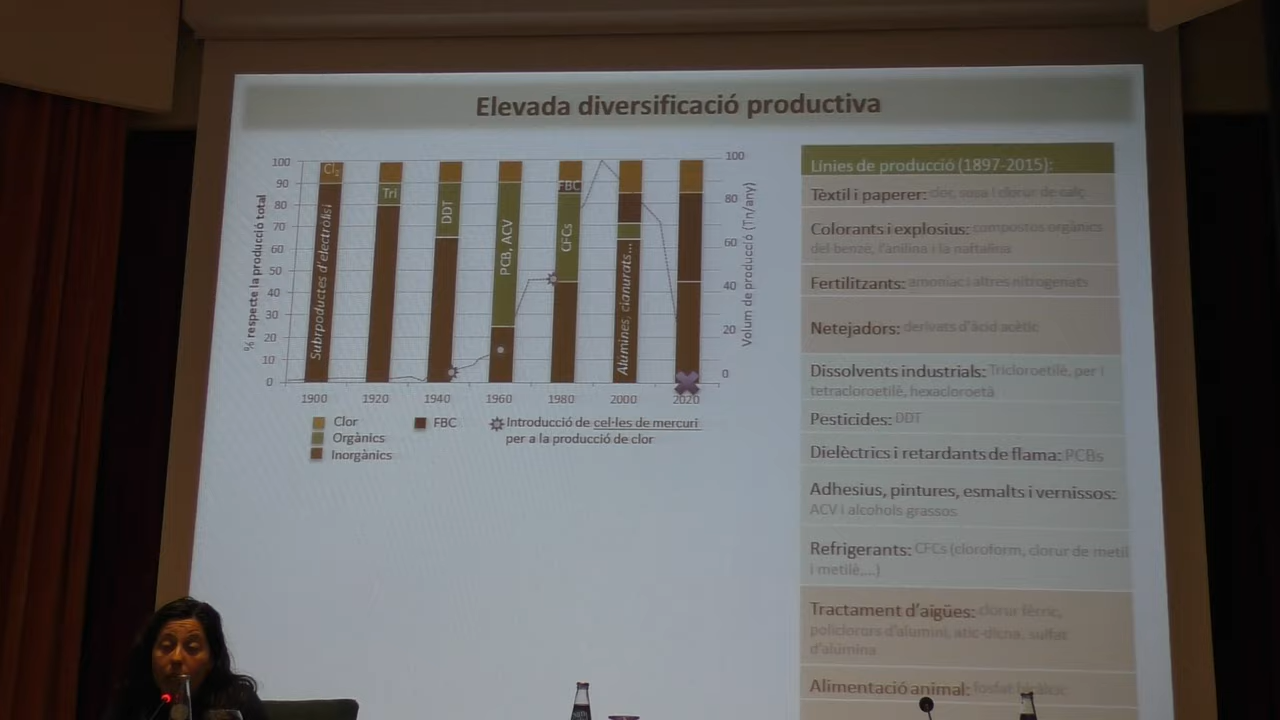 Elevada diversificació productiva
% respecte la producció total
100
90
80
70
60
50
40
30
20
10
0
Subrpoductes d'electròlisi
Cl₂
Tri
DDT
PCB, ACV
FBC
CFCs
Alumines, cianurats...
100
80
60
40
20
0
Volum de producció (Tn/any)
1900 1920 1940 1960 1980 2000 2020
Clor
Orgànics
Inorgànics
FBC
Introducció de cel·les de mercuri
per a la producció de clor
Línies de producció (1897-2015):
Tèxtil i paperer: clor, sosa i clorur de calç
Colorants i explosius: compostos orgànics
del benzè, l'anilina i la naftalina
Fertilitzants: amoníac i altres nitrogenats
Netejadors: derivats d'àcid acètic
Dissolvents industrials: Tricloroetilè, per i
tetracloroetilè, hexacloroetà
Pesticides: DDT
Dielèctrics i retardants de flama: PCBs
Adhesius, pintures, esmalts i vernissos:
ACV i alcohols grassos
Refrigerants: CFCs (cloroform, clorur de metil
i metilè,...)
Tractament d'aigües: clorur fèrric,
policlorurs d'alumini, sulfat
d'alúmina
Alimentació animal: fosfat bicàlcic